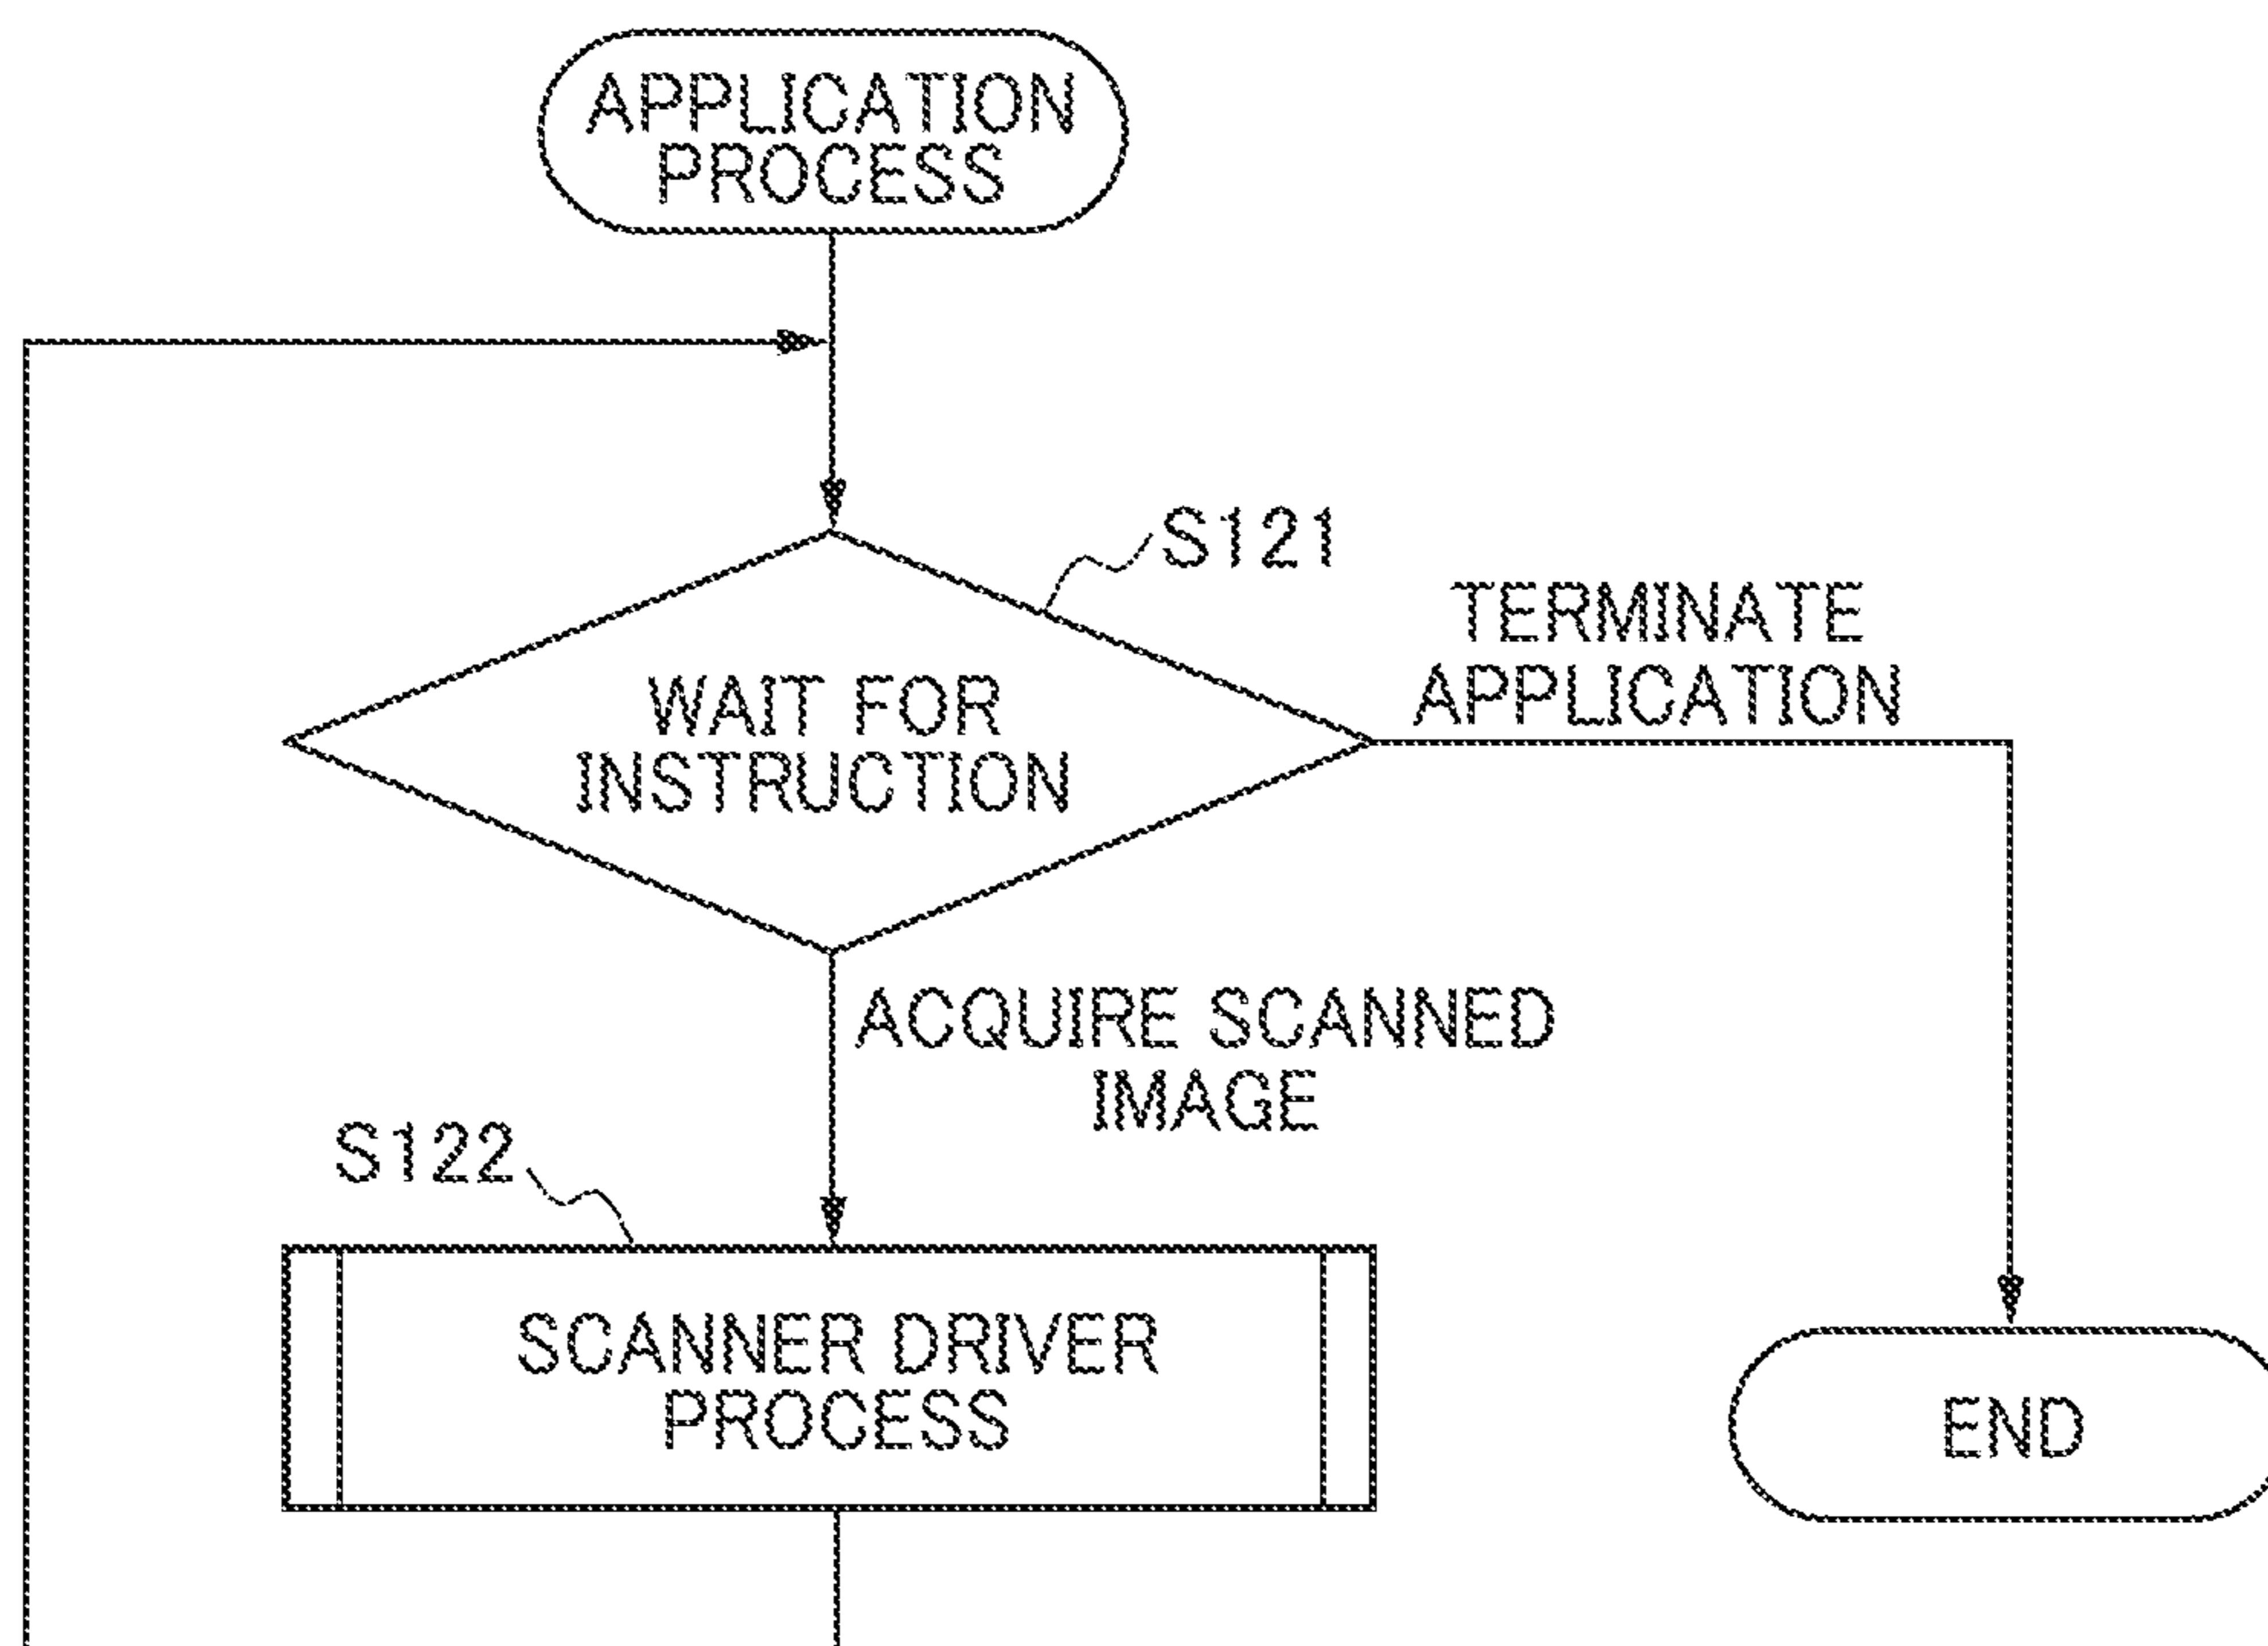 APPLICATION
PROCESS
S121
TERMINATE
APPLICATION
WAIT FOR
INSTRUCTION
ACQUIRE SCANNED
IMAGE
S122
SCANNER DRIVER
PROCESS
END